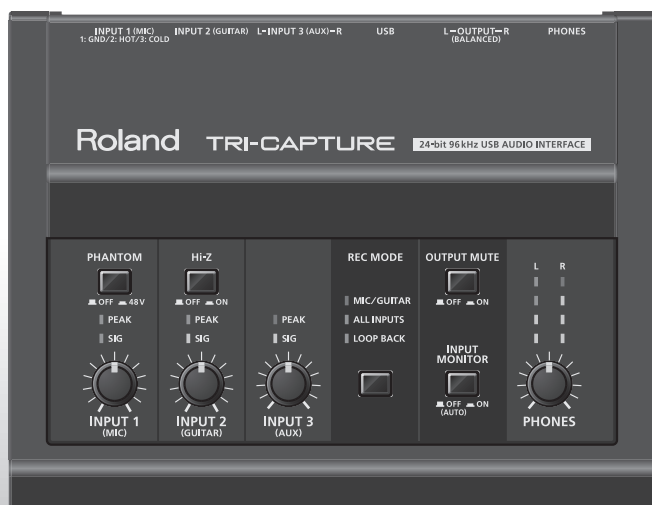 INPUT 1 (MIC) INPUT 2 (GUITAR) L-INPUT 3 (AUX)-R USB L-OUTPUT-R PHONES
1: GND/2: HOT/3: COLD (BALANCED)
Roland TRI-CAPTURE 24-bit 96kHz USB AUDIO INTERFACE
PHANTOM Hi-Z REC MODE OUTPUT MUTE L R
OFF 48V OFF ON OFF ON
MIC/GUITAR
PEAK PEAK PEAK ALL INPUTS
SIG SIG SIG LOOP BACK
INPUT
MONITOR
OFF ON
(AUTO)
INPUT 1 INPUT 2 INPUT 3 PHONES
(MIC) (GUITAR) (AUX)